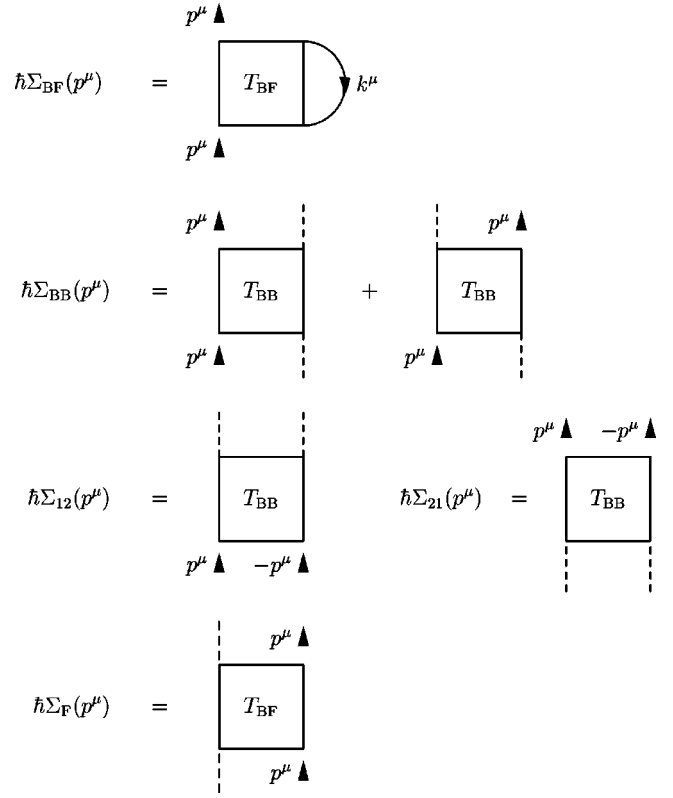 p^μ
ħΣ_BF(p^μ) = T_BF k^μ
p^μ
p^μ p^μ
ħΣ_BB(p^μ) = T_BB + T_BB
p^μ p^μ
p^μ −p^μ
ħΣ_12(p^μ) = T_BB ħΣ_21(p^μ) = T_BB
p^μ −p^μ
p^μ
ħΣ_F(p^μ) = T_BF
p^μ